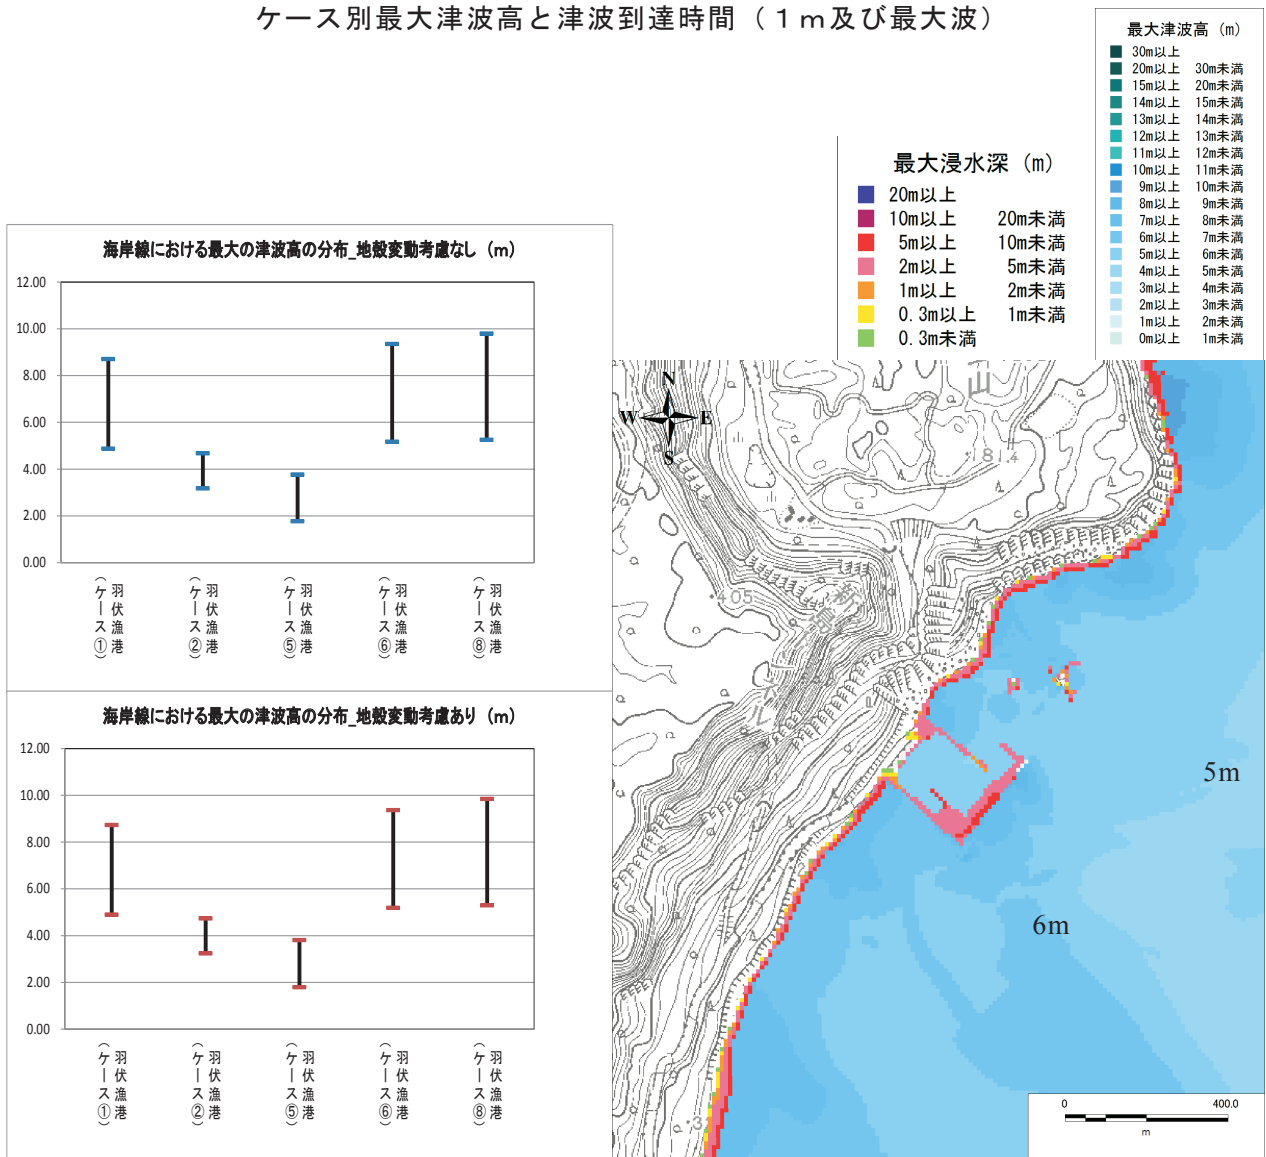 ケース別最大津波高と津波到達時間（１ｍ及び最大波）
最大津波高 (m)
30m以上
20m以上 30m未満
15m以上 20m未満
14m以上 15m未満
13m以上 14m未満
12m以上 13m未満
11m以上 12m未満
10m以上 11m未満
9m以上 10m未満
8m以上 9m未満
7m以上 8m未満
6m以上 7m未満
5m以上 6m未満
4m以上 5m未満
3m以上 4m未満
2m以上 3m未満
1m以上 2m未満
0m以上 1m未満
最大浸水深 (m)
20m以上
10m以上 20m未満
5m以上 10m未満
2m以上 5m未満
1m以上 2m未満
0.3m以上 1m未満
0.3m未満
海岸線における最大の津波高の分布_地殻変動考慮なし (m)
12.00
10.00
8.00
6.00
4.00
2.00
0.00
羽伏漁港
(ケース①)
羽伏漁港
(ケース②)
羽伏漁港
(ケース⑤)
羽伏漁港
(ケース⑥)
羽伏漁港
(ケース⑧)
海岸線における最大の津波高の分布_地殻変動考慮あり (m)
12.00
10.00
8.00
6.00
4.00
2.00
0.00
羽伏漁港
(ケース①)
羽伏漁港
(ケース②)
羽伏漁港
(ケース⑤)
羽伏漁港
(ケース⑥)
羽伏漁港
(ケース⑧)
N
W E
S
山
・81.4
・405
5m
6m
0 400.0
m